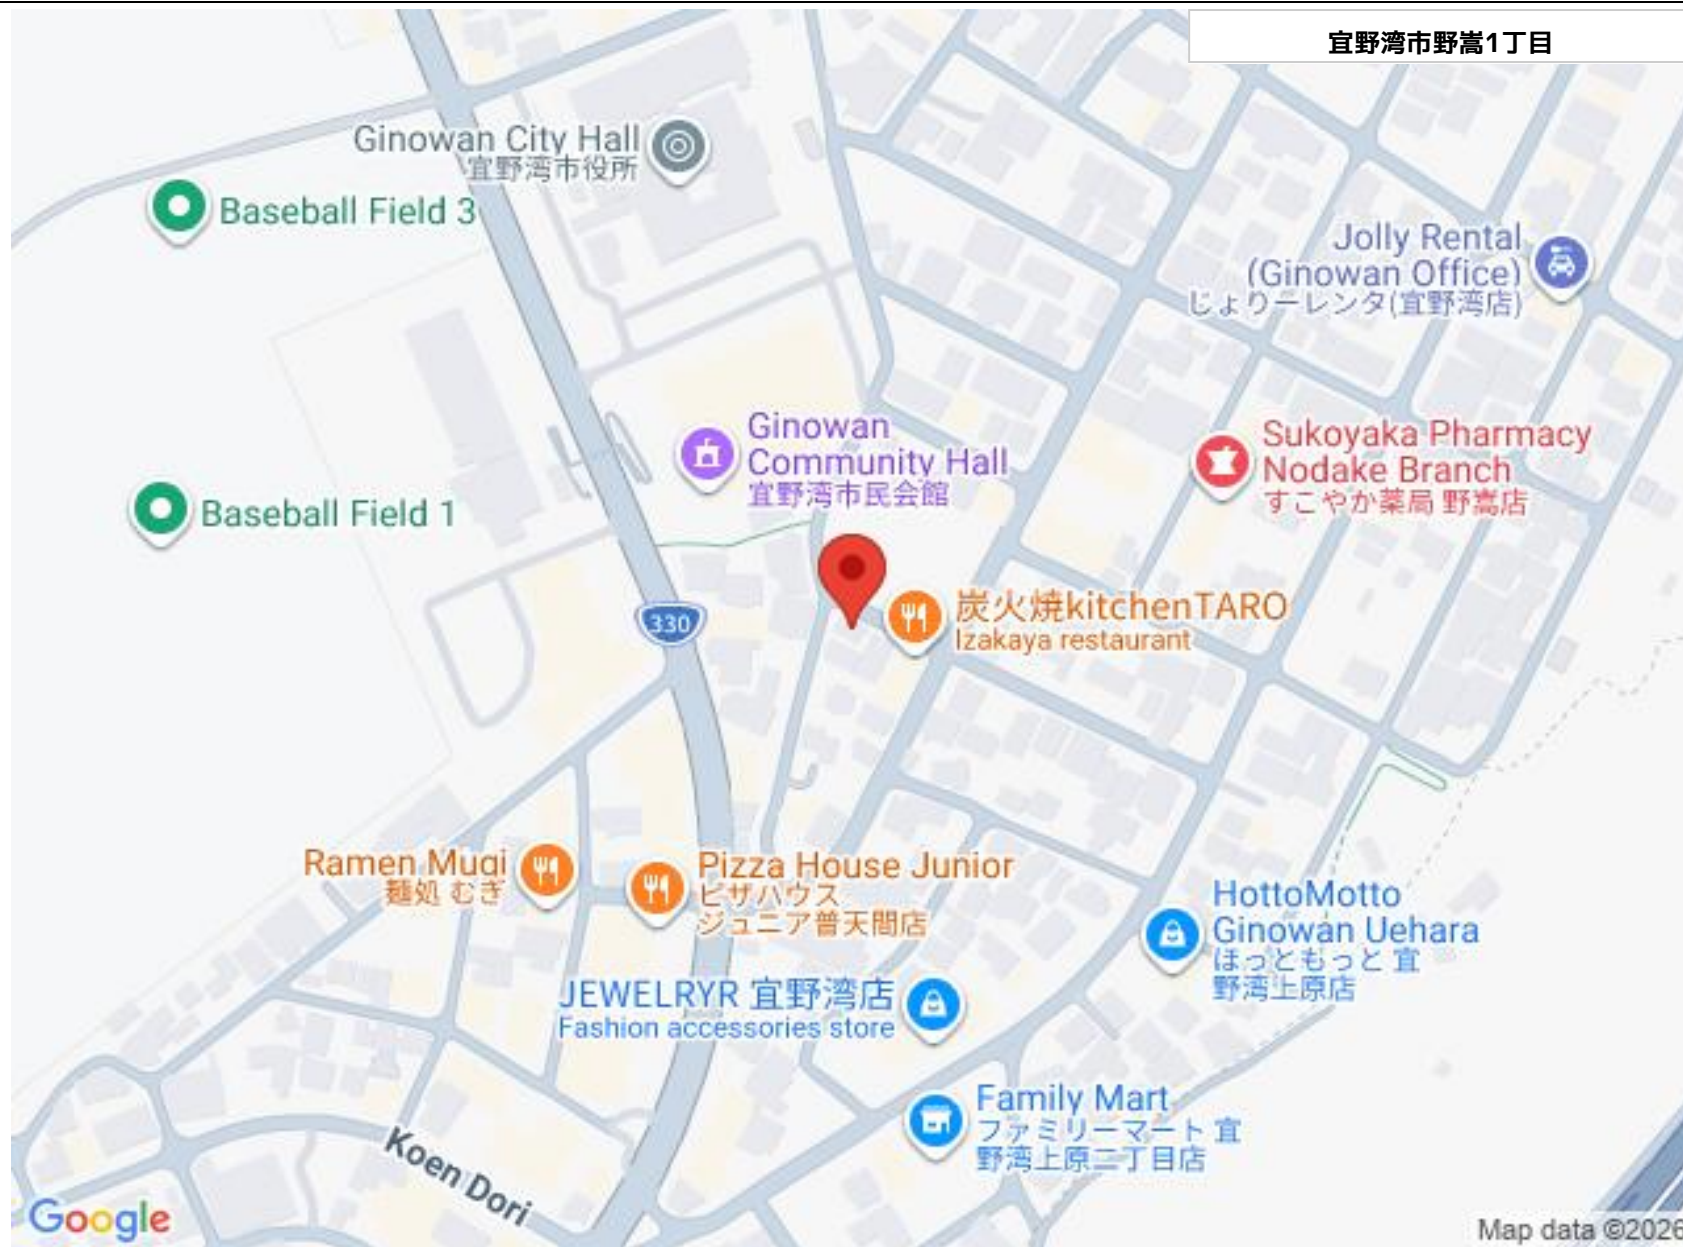 宜野湾市野嵩1丁目
Ginowan City Hall
宜野湾市役所
Baseball Field 3
Jolly Rental
(Ginowan Office)
じょりーレンタ(宜野湾店)
Ginowan
Community Hall
宜野湾市民会館
Sukoyaka Pharmacy
Nodake Branch
すこやか薬局 野嵩店
Baseball Field 1
330
炭火焼kitchenTARO
Izakaya restaurant
Ramen Mugi
麺処 むぎ
Pizza House Junior
ピザハウス
ジュニア普天間店
HottoMotto
Ginowan Uehara
ほっともっと 宜
野湾上原店
JEWELRYR 宜野湾店
Fashion accessories store
Family Mart
ファミリーマート 宜
野湾上原二丁目店
Koen Dori
Google
Map data ©2026